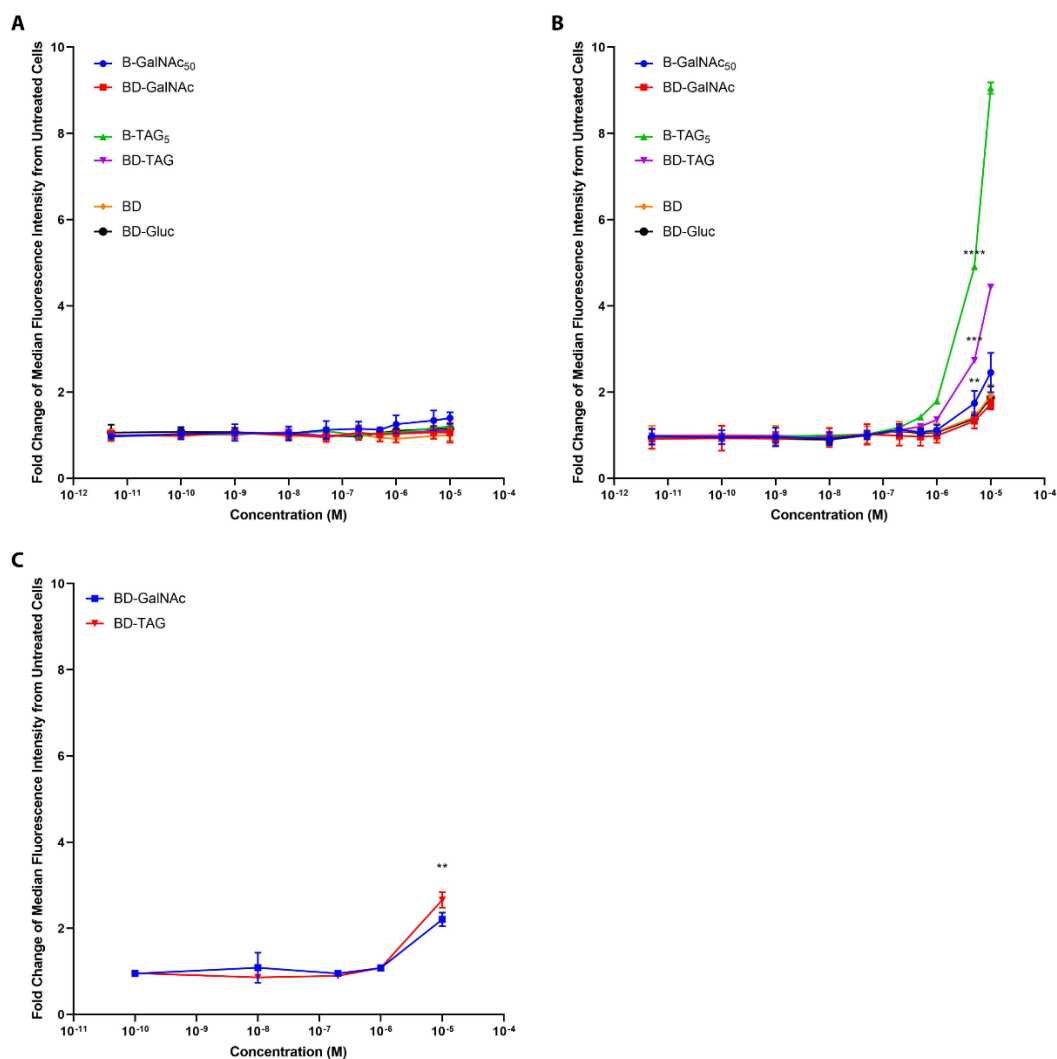 A
Fold Change of Median Fluorescence Intensity from Untreated Cells
10
8
6
4
2
0
B-GalNAc₅₀
BD-GalNAc
B-TAG₅
BD-TAG
BD
BD-Gluc
10⁻¹² 10⁻¹¹ 10⁻¹⁰ 10⁻⁹ 10⁻⁸ 10⁻⁷ 10⁻⁶ 10⁻⁵ 10⁻⁴
Concentration (M)
B
Fold Change of Median Fluorescence Intensity from Untreated Cells
10
8
6
4
2
0
B-GalNAc₅₀
BD-GalNAc
B-TAG₅
BD-TAG
BD
BD-Gluc
****
***
**
10⁻¹² 10⁻¹¹ 10⁻¹⁰ 10⁻⁹ 10⁻⁸ 10⁻⁷ 10⁻⁶ 10⁻⁵ 10⁻⁴
Concentration (M)
C
Fold Change of Median Fluorescence Intensity from Untreated Cells
10
8
6
4
2
0
BD-GalNAc
BD-TAG
**
10⁻¹¹ 10⁻¹⁰ 10⁻⁹ 10⁻⁸ 10⁻⁷ 10⁻⁶ 10⁻⁵ 10⁻⁴
Concentration (M)